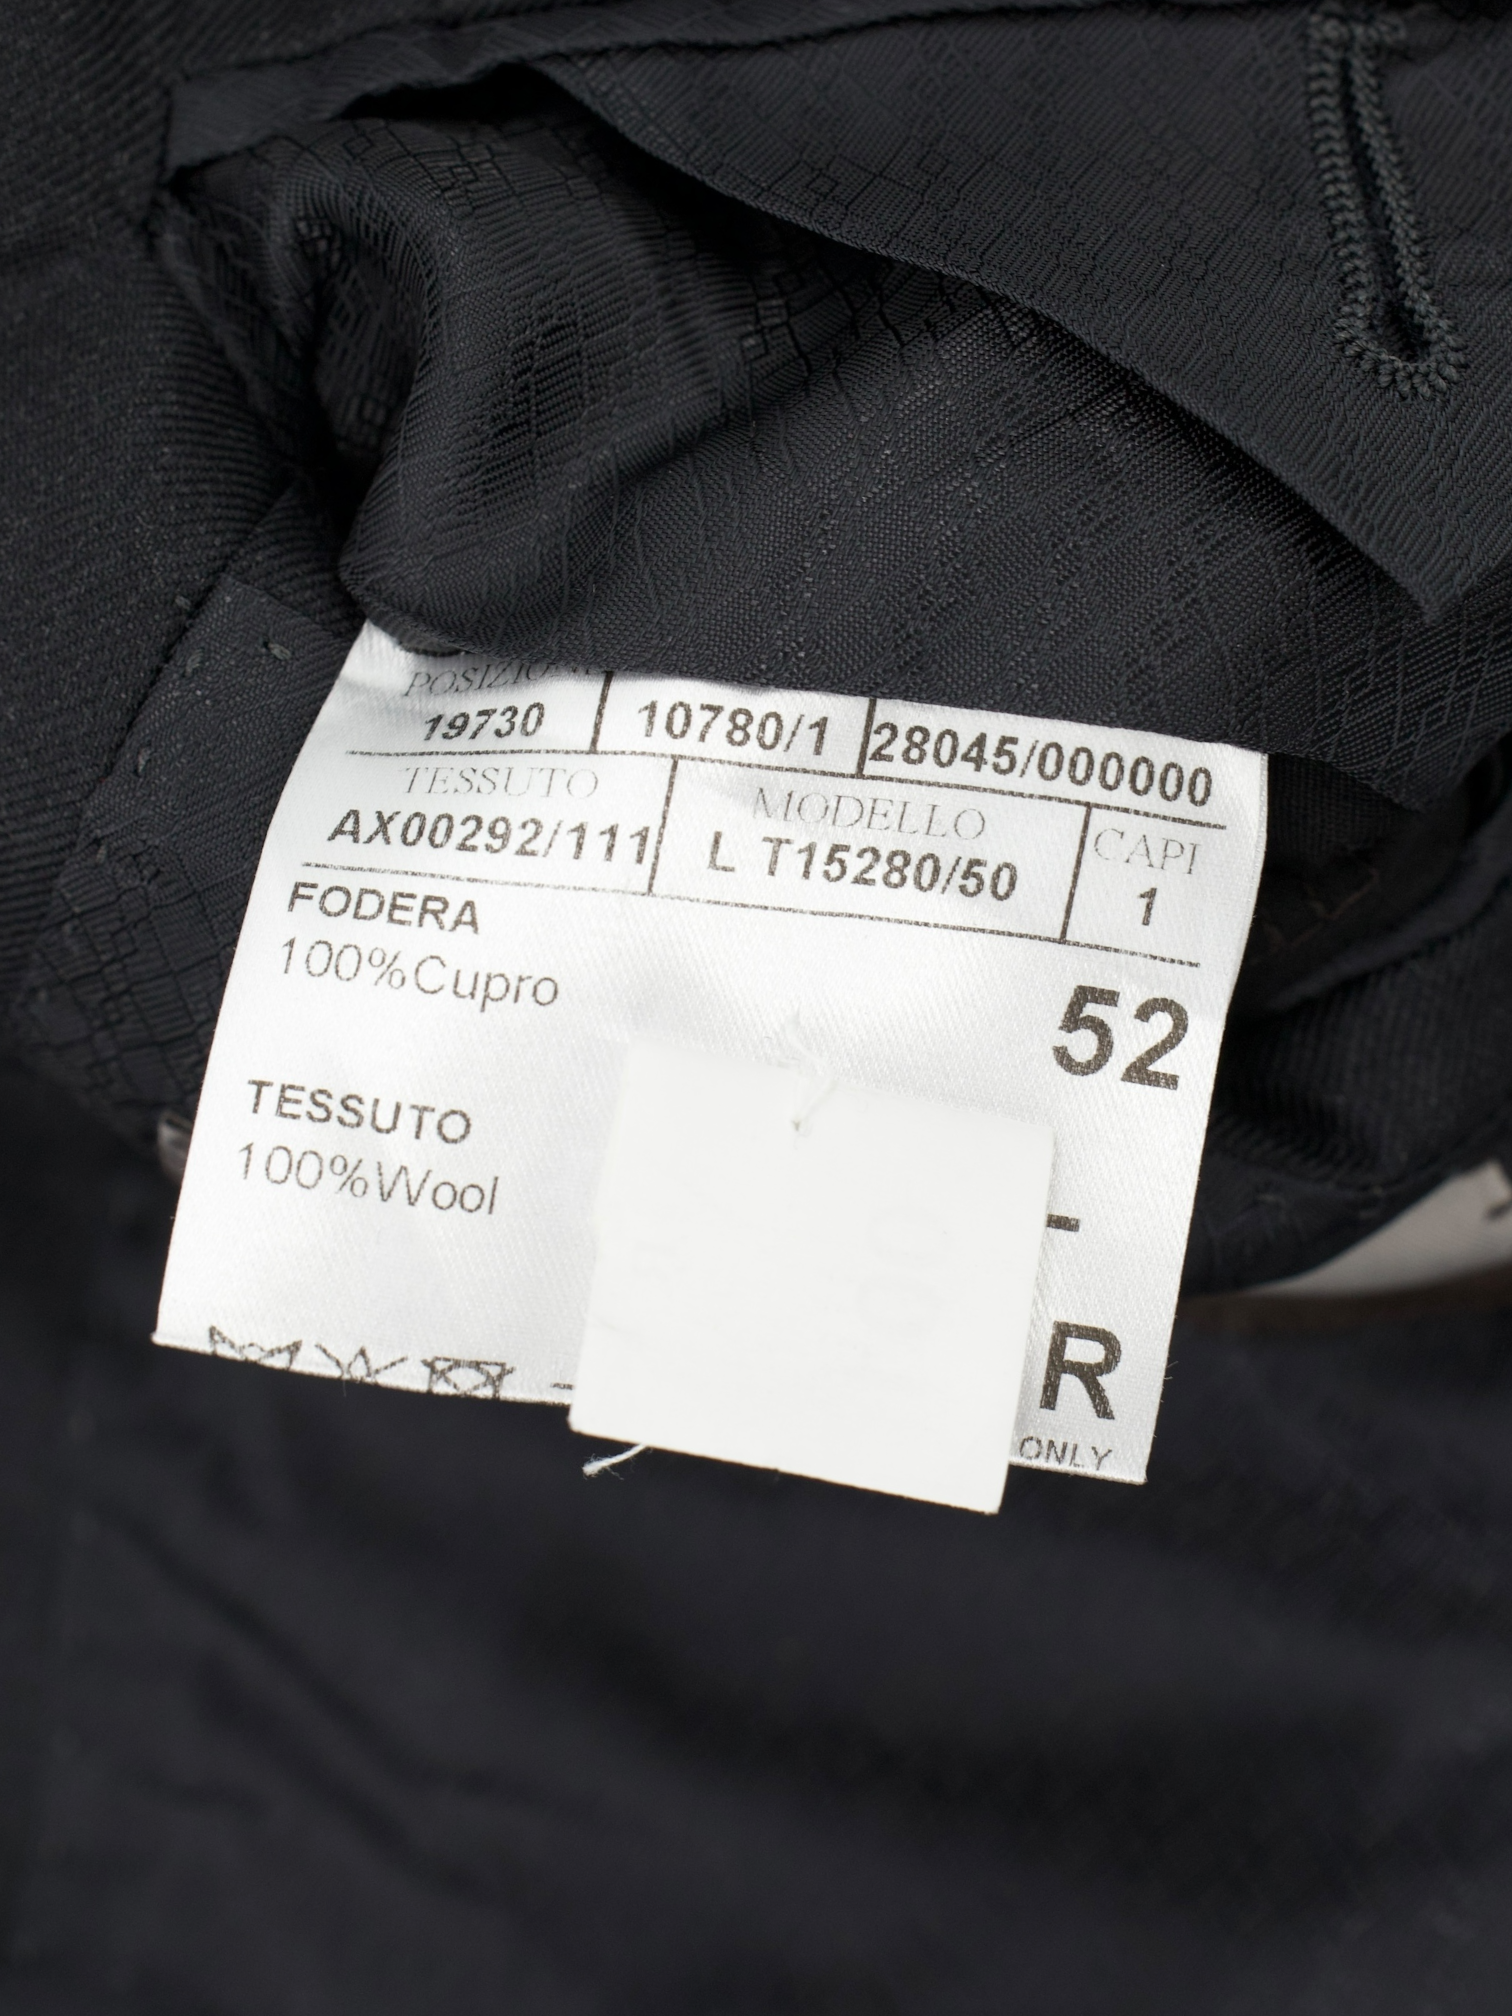 POSIZIONE
19730 10780/1 28045/000000
TESSUTO MODELLO CAPI
AX00292/111 L T15280/50 1
FODERA
100%Cupro
52
TESSUTO
100%Wool
-
R
ONLY